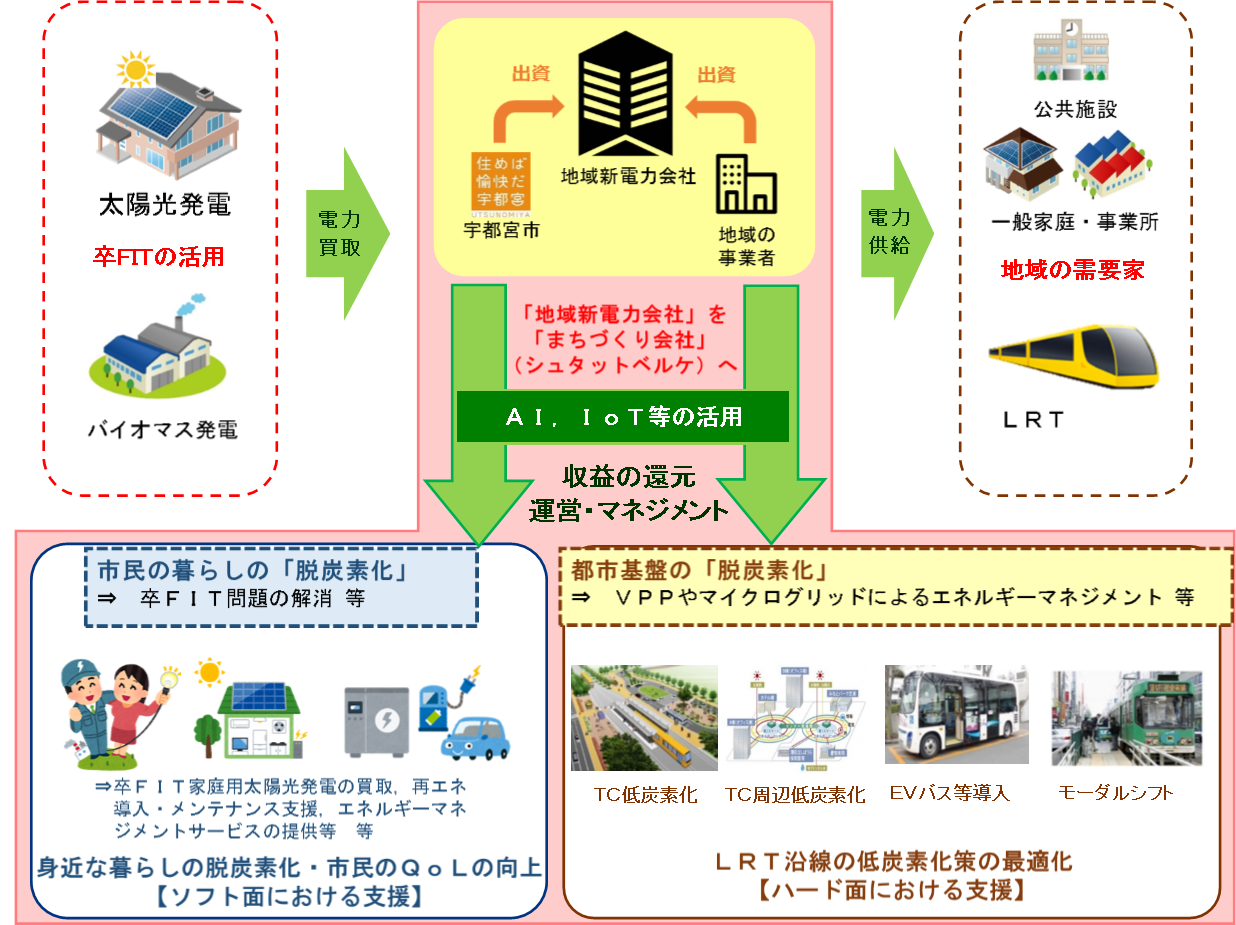 太陽光発電
卒FITの活用
バイオマス発電
電力
買取
出資
出資
住めば
愉快だ
宇都宮
UTSUNOMIYA
宇都宮市
地域新電力会社
地域の
事業者
電力
供給
公共施設
一般家庭・事業所
地域の需要家
ＬＲＴ
「地域新電力会社」を
「まちづくり会社」
（シュタットベルケ）へ
ＡＩ，ＩｏＴ等の活用
収益の還元
運営・マネジメント
市民の暮らしの「脱炭素化」
⇒　卒ＦＩＴ問題の解消 等
⇒卒ＦＩＴ家庭用太陽光発電の買取，再エネ
導入・メンテナンス支援，エネルギーマネ
ジメントサービスの提供等　等
身近な暮らしの脱炭素化・市民のＱｏＬの向上
【ソフト面における支援】
都市基盤の「脱炭素化」
⇒　ＶＰＰやマイクログリッドによるエネルギーマネジメント 等
TC低炭素化
TC周辺低炭素化
EVバス等導入
モーダルシフト
ＬＲＴ沿線の低炭素化策の最適化
【ハード面における支援】